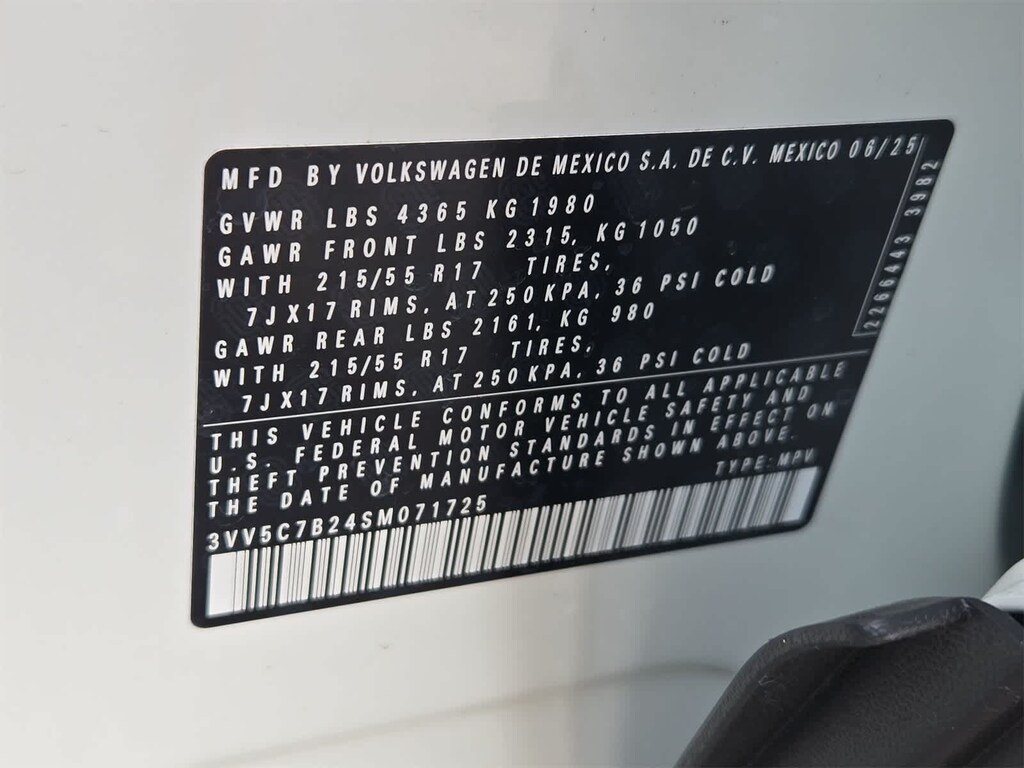 MFD BY VOLKSWAGEN DE MEXICO S.A. DE C.V. MEXICO 06/25
GVWR LBS 4365 KG 1980
GAWR FRONT LBS 2315, KG 1050
WITH 215/55 R17 TIRES,
7JX17 RIMS, AT 250 KPA, 36 PSI COLD
GAWR REAR LBS 2161, KG 980
WITH 215/55 R17 TIRES,
7JX17 RIMS, AT 250 KPA, 36 PSI COLD
2266443 3982
THIS VEHICLE CONFORMS TO ALL APPLICABLE
U.S. FEDERAL MOTOR VEHICLE SAFETY AND
THEFT PREVENTION STANDARDS IN EFFECT ON
THE DATE OF MANUFACTURE SHOWN ABOVE.
TYPE: MPV
3VV5C7B24SM071725